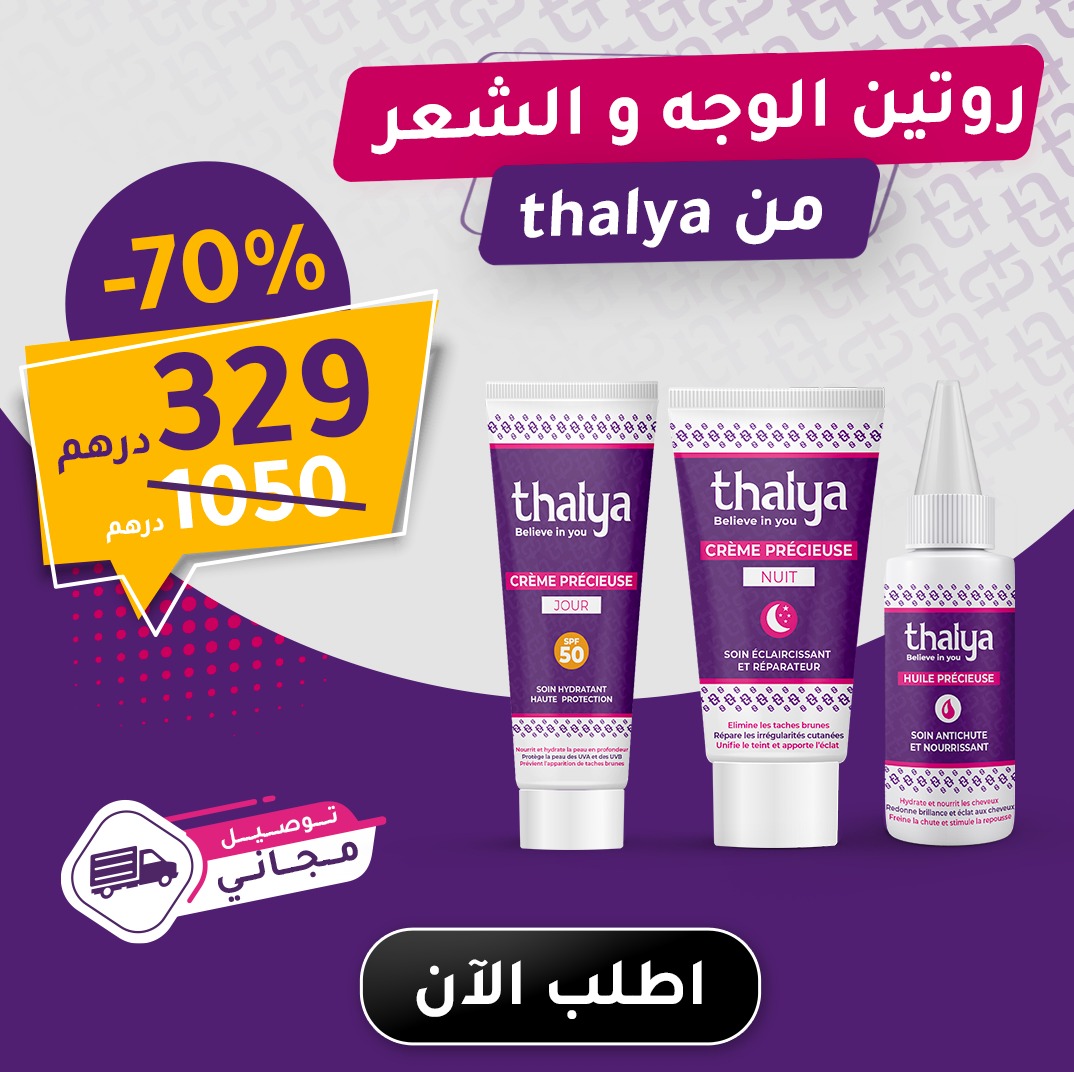 روتين الوجه و الشعر
من thalya
-70%
329 درهم
1050 درهم
thalya
Believe in you
CRÈME PRÉCIEUSE
JOUR
SPF
50
SOIN HYDRATANT
HAUTE PROTECTION
Nourrit et hydrate la peau en profondeur
Protège la peau des UVA et des UVB
Prévient l'apparition de taches brunes
thalya
Believe in you
CRÈME PRÉCIEUSE
NUIT
SOIN ÉCLAIRCISSANT
ET RÉPARATEUR
Elimine les taches brunes
Répare les irrégularités cutanées
Unifie le teint et apporte l'éclat
thalya
Believe in you
HUILE PRÉCIEUSE
SOIN ANTICHUTE
ET NOURRISSANT
Hydrate et nourrit les cheveux
Redonne brillance et éclat aux cheveux
Freine la chute et stimule la repousse
توصيل
مجاني
اطلب الآن